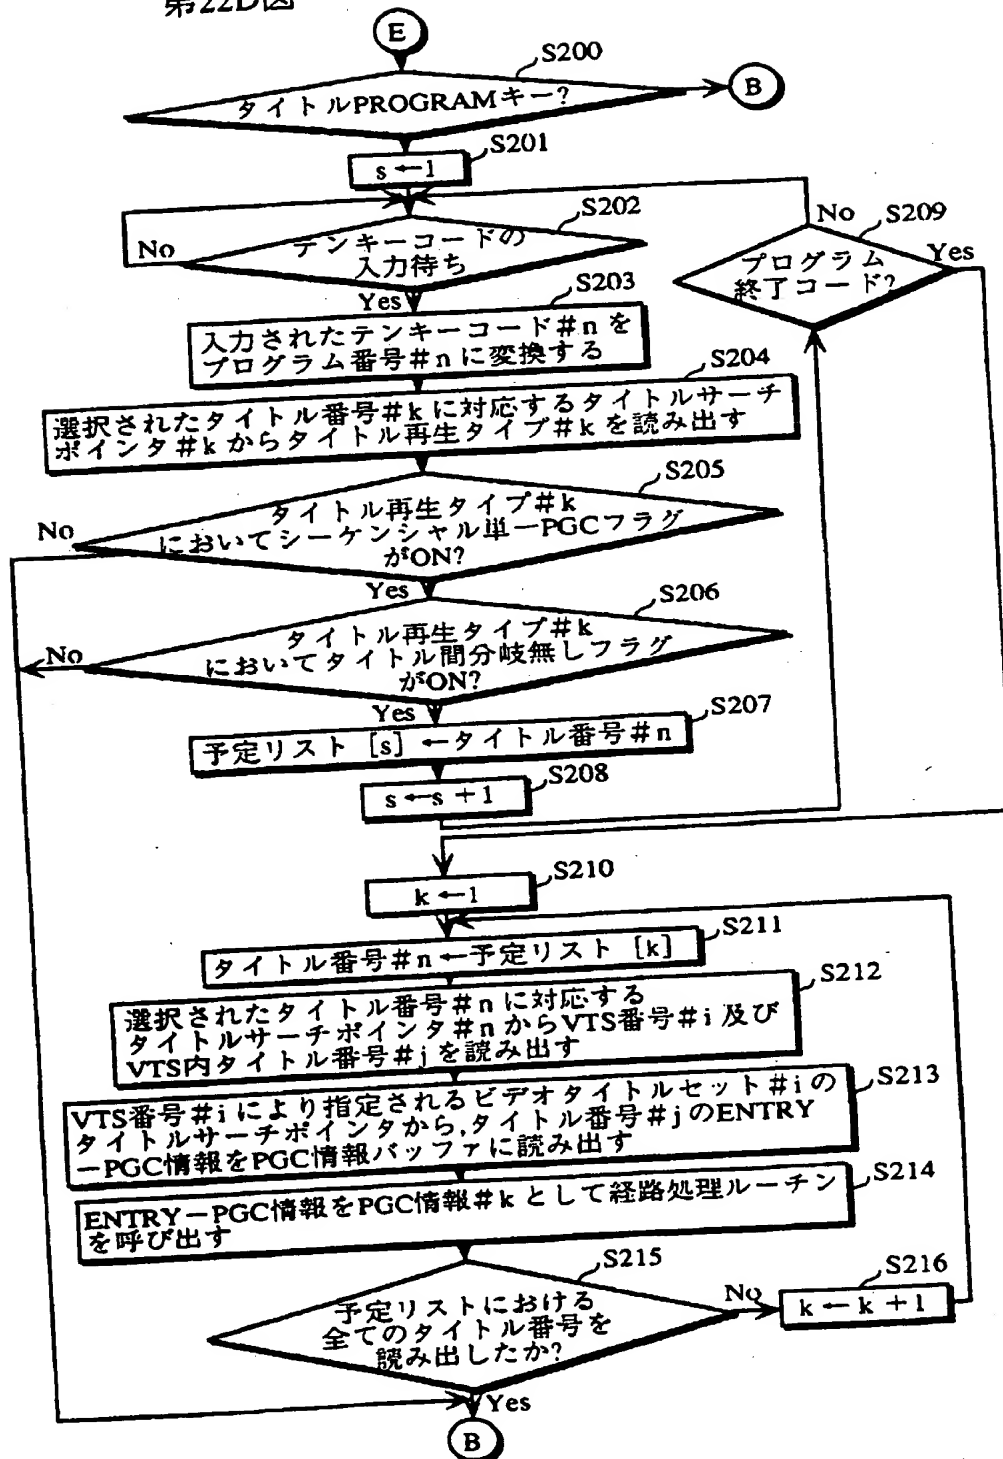 第22D図
E
S200
タイトルPROGRAMキー?
B
S201
s←1
S202
No
テンキーコードの
入力待ち
Yes
No
S209
プログラム
終了コード?
Yes
S203
入力されたテンキーコード#nを
プログラム番号#nに変換する
S204
選択されたタイトル番号#kに対応するタイトルサーチ
ポインタ#kからタイトル再生タイプ#kを読み出す
S205
No
タイトル再生タイプ#k
においてシーケンシャル単一PGCフラグ
がON?
Yes
S206
No
タイトル再生タイプ#k
においてタイトル間分岐無しフラグ
がON?
Yes
S207
予定リスト [s] ←タイトル番号#n
S208
s←s+1
S210
k←1
S211
タイトル番号#n←予定リスト [k]
S212
選択されたタイトル番号#nに対応する
タイトルサーチポインタ#nからVTS番号#i及び
VTS内タイトル番号#jを読み出す
S213
VTS番号#iにより指定されるビデオタイトルセット#iの
タイトルサーチポインタから,タイトル番号#jのENTRY
-PGC情報をPGC情報バッファに読み出す
S214
ENTRY-PGC情報をPGC情報#kとして経路処理ルーチン
を呼び出す
S215
予定リストにおける
全てのタイトル番号を
読み出したか?
No
S216
k←k+1
Yes
B